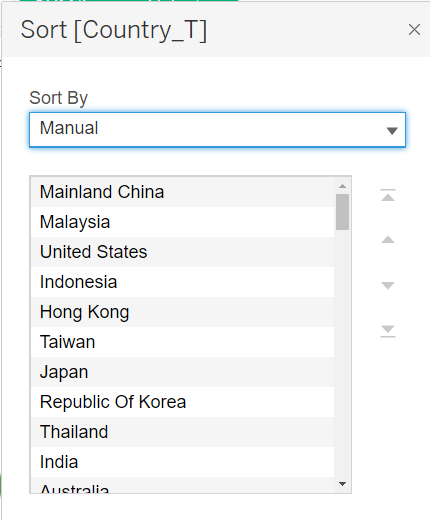 Sort [Country_T]
Sort By
Manual
Mainland China
Malaysia
United States
Indonesia
Hong Kong
Taiwan
Japan
Republic Of Korea
Thailand
India
Australia